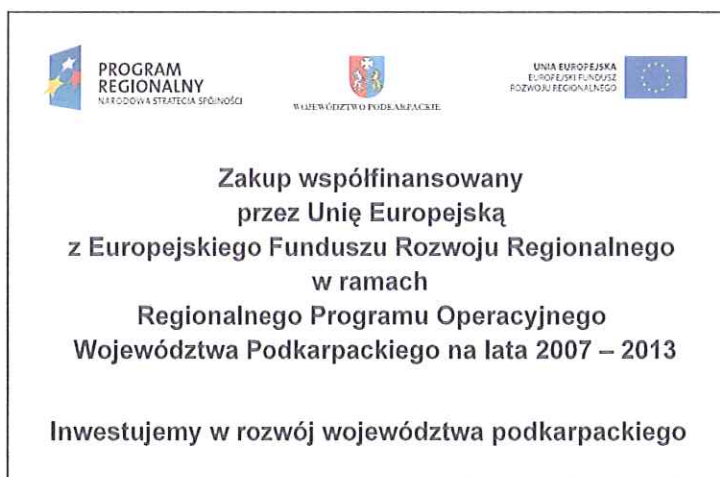 PROGRAM
REGIONALNY
NARODOWA STRATEGIA SPÓJNOŚCI
WOJEWÓDZTWO PODKARPACKIE
UNIA EUROPEJSKA
EUROPEJSKI FUNDUSZ
ROZWOJU REGIONALNEGO
Zakup współfinansowany
przez Unię Europejską
z Europejskiego Funduszu Rozwoju Regionalnego
w ramach
Regionalnego Programu Operacyjnego
Województwa Podkarpackiego na lata 2007 – 2013
Inwestujemy w rozwój województwa podkarpackiego